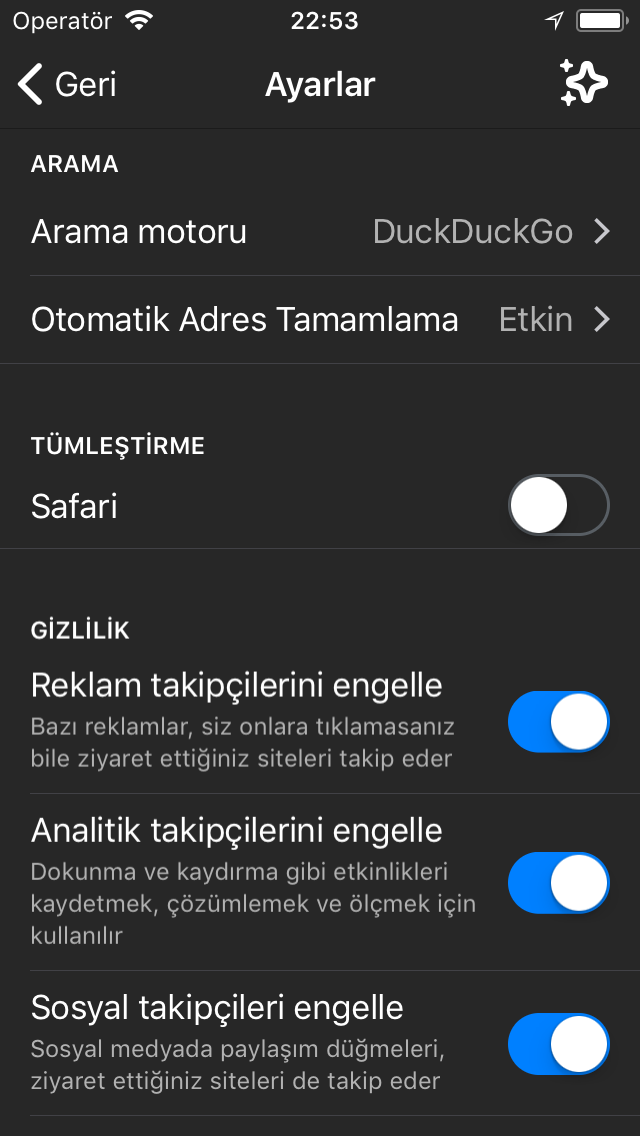 Operatör 22:53
Geri Ayarlar
ARAMA
Arama motoru DuckDuckGo
Otomatik Adres Tamamlama Etkin
TÜMLEŞTİRME
Safari
GİZLİLİK
Reklam takipçilerini engelle
Bazı reklamlar, siz onlara tıklamasanız
bile ziyaret ettiğiniz siteleri takip eder
Analitik takipçilerini engelle
Dokunma ve kaydırma gibi etkinlikleri
kaydetmek, çözümlemek ve ölçmek için
kullanılır
Sosyal takipçileri engelle
Sosyal medyada paylaşım düğmeleri,
ziyaret ettiğiniz siteleri de takip eder